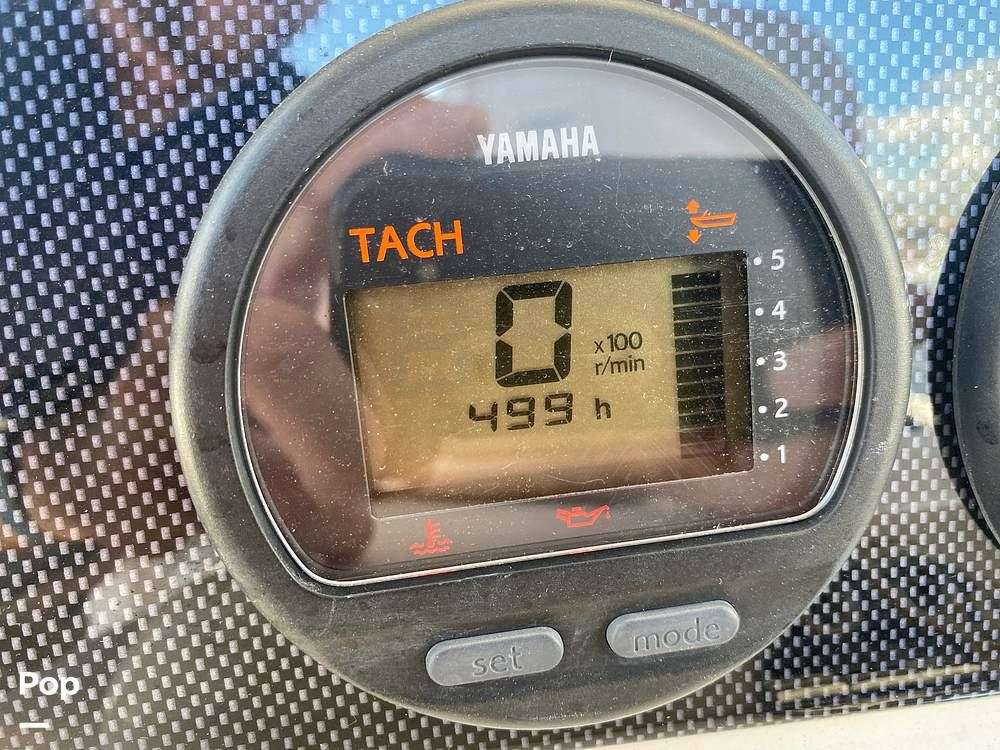 YAMAHA
TACH
0 x100 r/min
499 h
5
4
3
2
1
set
mode
Pop